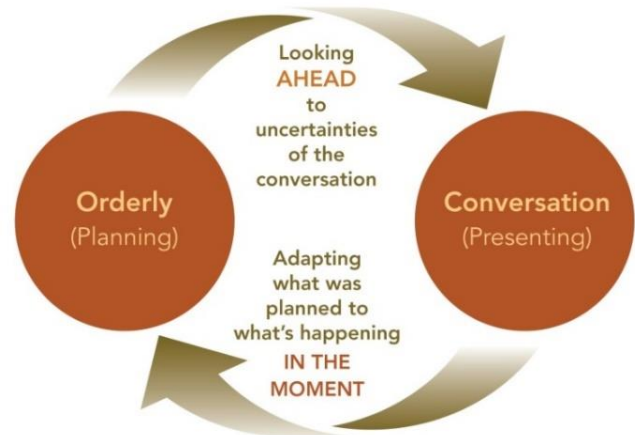 Looking
AHEAD
to
uncertainties
of the
conversation
Orderly
(Planning)
Conversation
(Presenting)
Adapting
what was
planned to
what's happening
IN THE
MOMENT